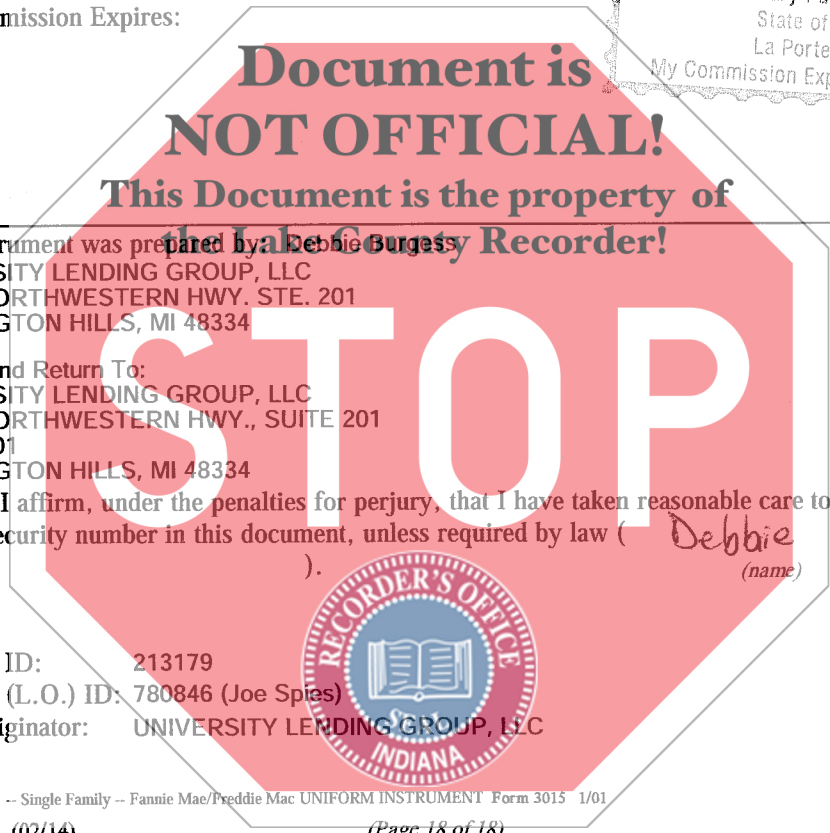 mission Expires:
State of
La Porte
My Commission Exp
Document is
NOT OFFICIAL!
This Document is the property of
the Lake County Recorder!
rument was prepared by: Debbie Burgess
SITY LENDING GROUP, LLC
ORTHWESTERN HWY. STE. 201
GTON HILLS, MI 48334
nd Return To:
SITY LENDING GROUP, LLC
ORTHWESTERN HWY., SUITE 201
01
GTON HILLS, MI 48334
I affirm, under the penalties for perjury, that I have taken reasonable care to
ecurity number in this document, unless required by law ( Debbie
). (name)
STOP
RECORDER'S OFFICE
SEAL
INDIANA
ID: 213179
(L.O.) ID: 780846 (Joe Spies)
iginator: UNIVERSITY LENDING GROUP, LLC
-- Single Family -- Fannie Mae/Freddie Mac UNIFORM INSTRUMENT Form 3015 1/01
(02/14) (Page 18 of 18)